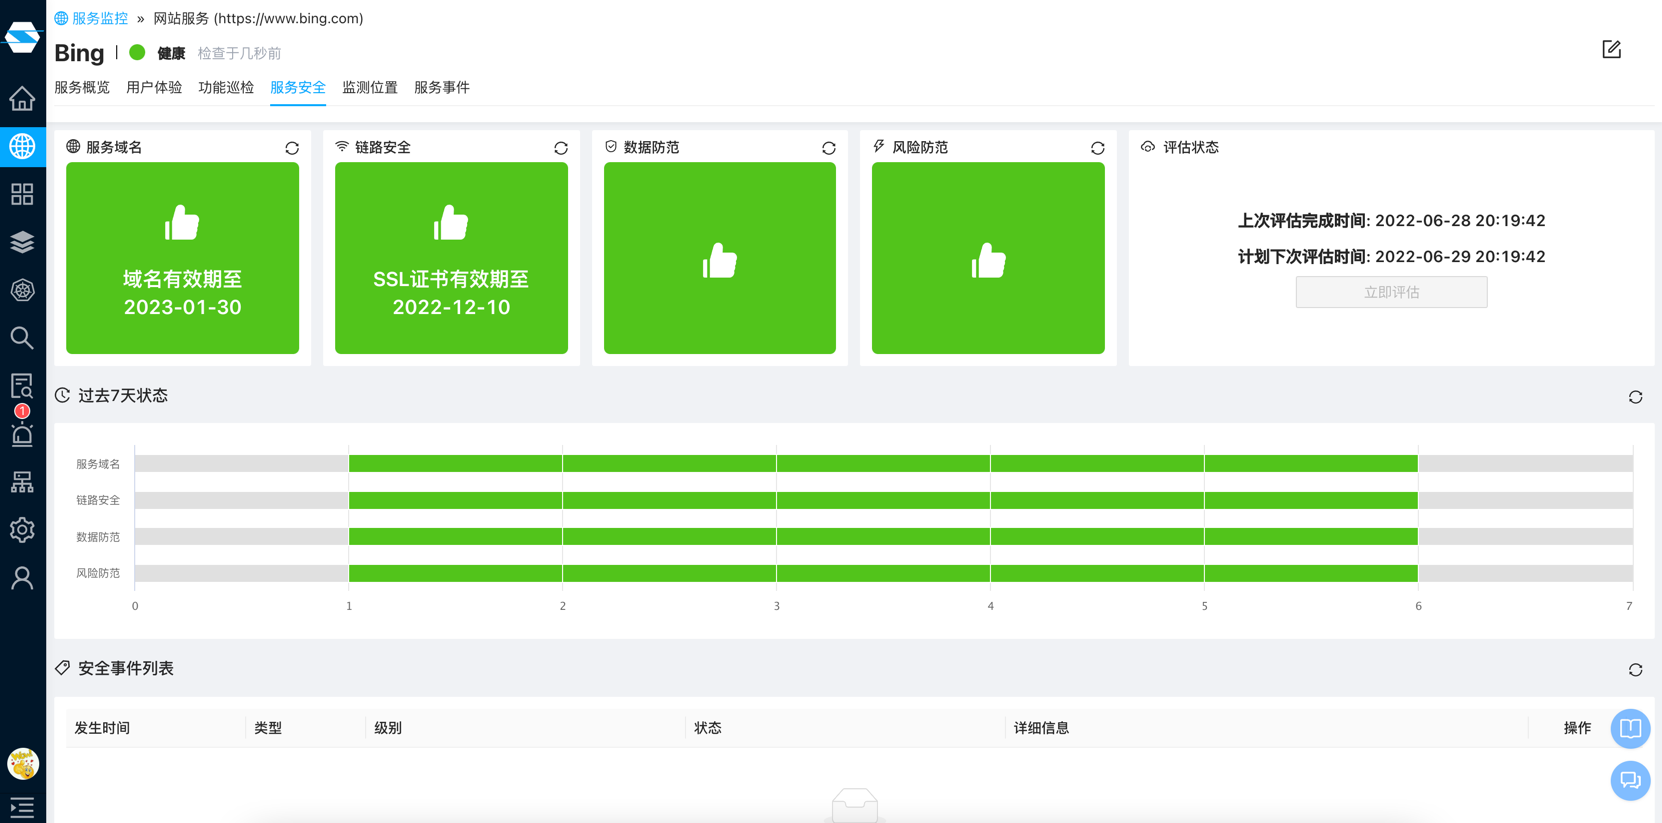 服务监控 » 网站服务 (https://www.bing.com)
Bing 健康 检查于几秒前
服务概览 用户体验 功能巡检 服务安全 监测位置 服务事件
服务域名
域名有效期至
2023-01-30
链路安全
SSL证书有效期至
2022-12-10
数据防范
风险防范
评估状态
上次评估完成时间: 2022-06-28 20:19:42
计划下次评估时间: 2022-06-29 20:19:42
立即评估
1
过去7天状态
服务域名
链路安全
数据防范
风险防范
0 1 2 3 4 5 6 7
安全事件列表
发生时间 类型 级别 状态 详细信息 操作